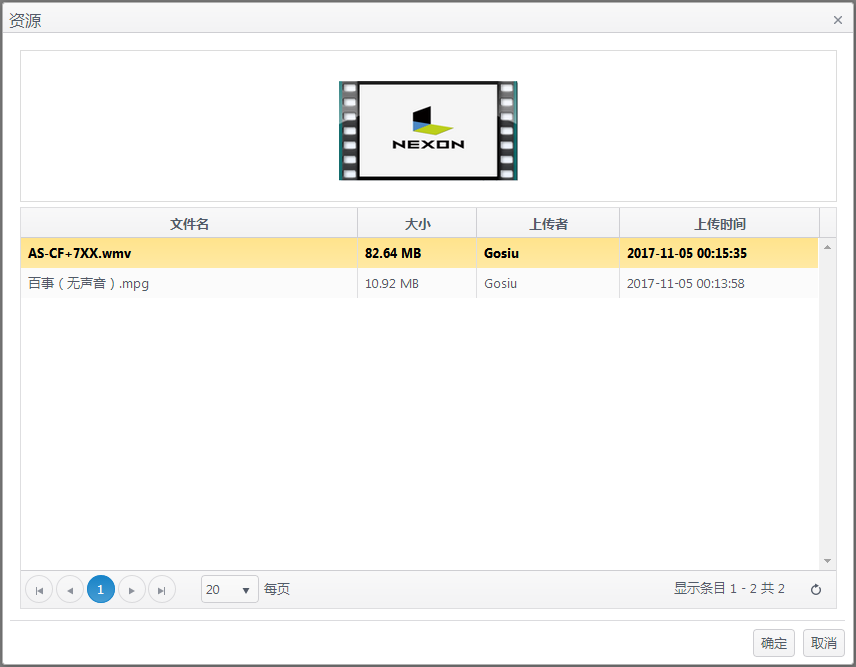 资源
NEXON
文件名 大小 上传者 上传时间
AS-CF+7XX.wmv 82.64 MB Gosiu 2017-11-05 00:15:35
百事（无声音）.mpg 10.92 MB Gosiu 2017-11-05 00:13:58
1 20 每页 显示条目 1 - 2 共 2
确定 取消